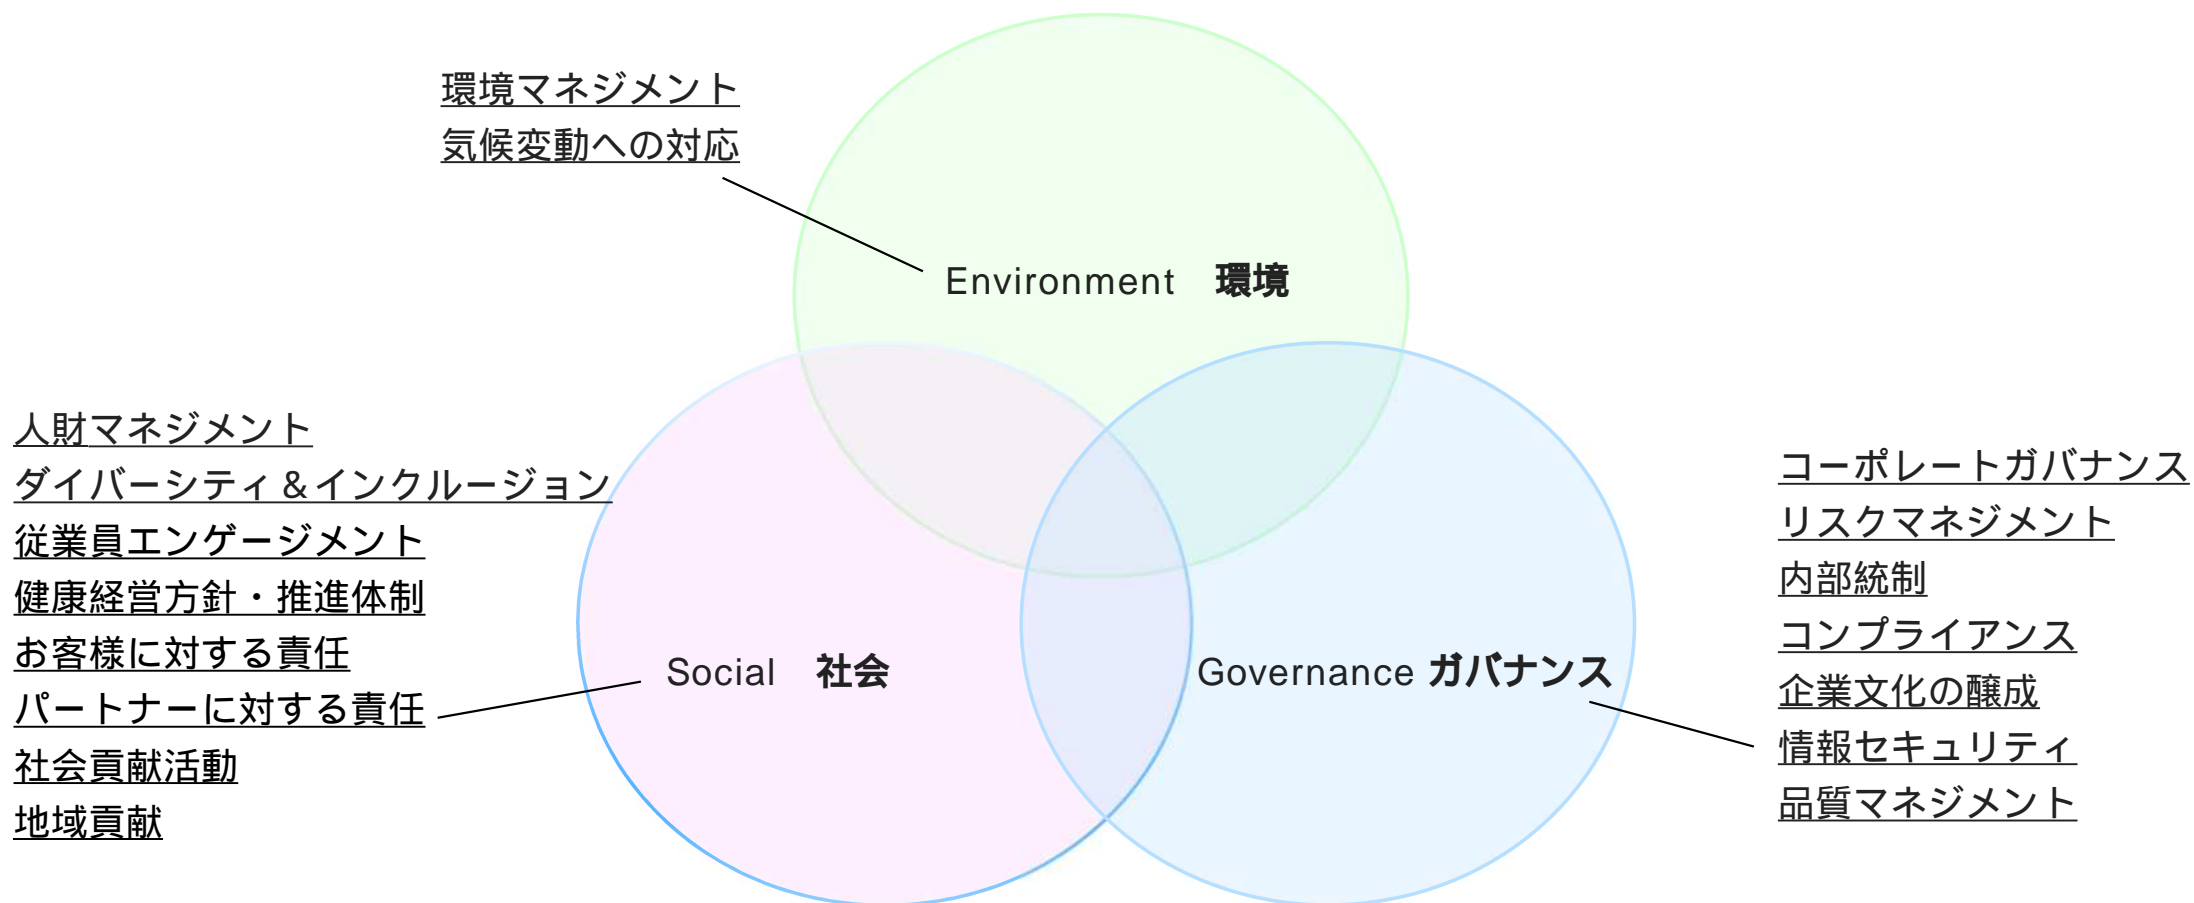 環境マネジメント
気候変動への対応
Environment 環境
人財マネジメント
ダイバーシティ＆インクルージョン
従業員エンゲージメント
健康経営方針・推進体制
お客様に対する責任
パートナーに対する責任
社会貢献活動
地域貢献
Social 社会
Governance ガバナンス
コーポレートガバナンス
リスクマネジメント
内部統制
コンプライアンス
企業文化の醸成
情報セキュリティ
品質マネジメント